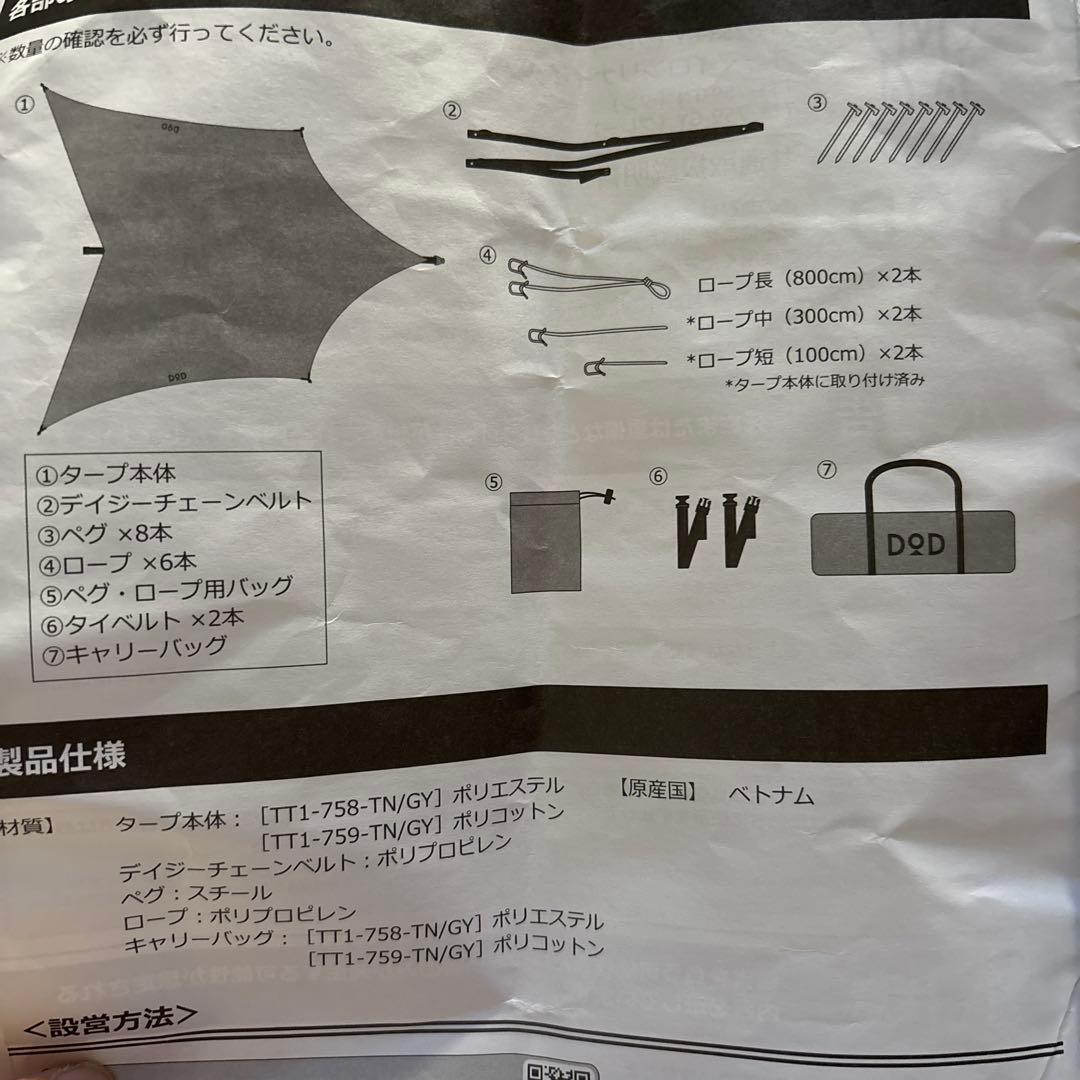 各部
※数量の確認を必ず行ってください。
①
DOD
DOD
②
③
④
ロープ長（800cm）×2本
*ロープ中（300cm）×2本
*ロープ短（100cm）×2本
*タープ本体に取り付け済み
①タープ本体
②デイジーチェーンベルト
③ペグ ×8本
④ロープ ×6本
⑤ペグ・ロープ用バッグ
⑥タイベルト ×2本
⑦キャリーバッグ
⑤
⑥
⑦
DOD
製品仕様
材質】
タープ本体：［TT1-758-TN/GY］ポリエステル
［TT1-759-TN/GY］ポリコットン
デイジーチェーンベルト：ポリプロピレン
ペグ：スチール
ロープ：ポリプロピレン
キャリーバッグ：［TT1-758-TN/GY］ポリエステル
［TT1-759-TN/GY］ポリコットン
【原産国】 ベトナム
＜設営方法＞